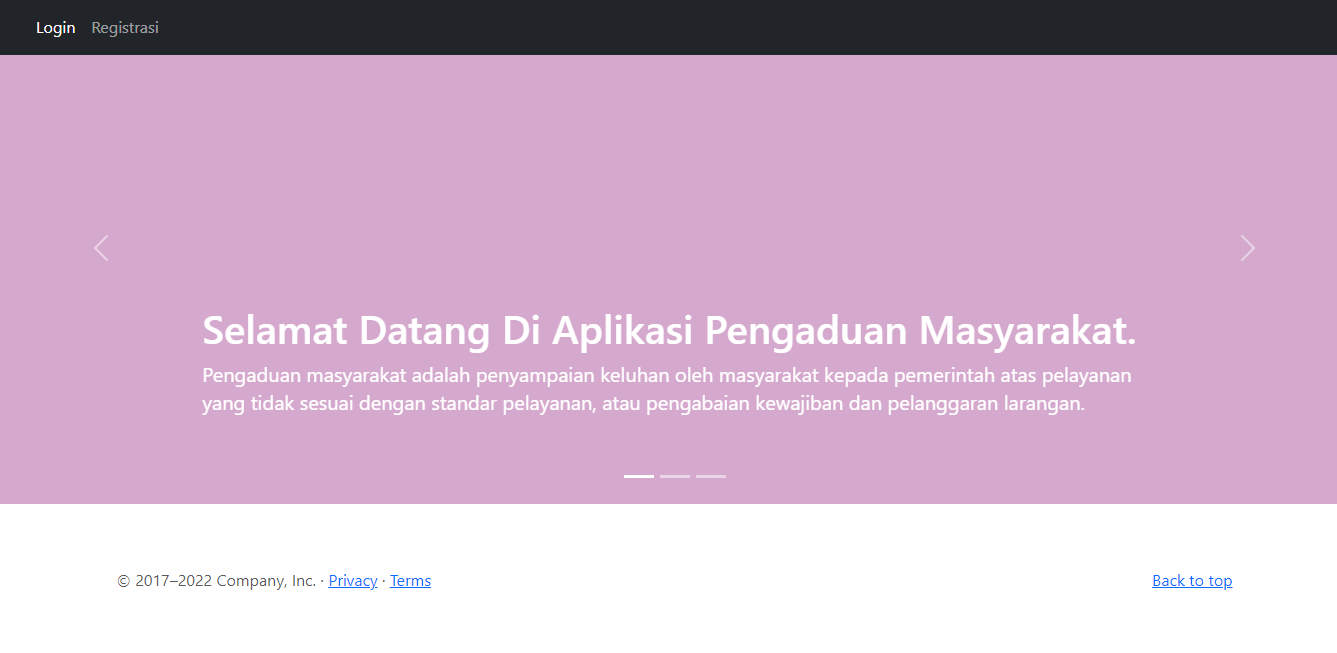 Login Registrasi
Selamat Datang Di Aplikasi Pengaduan Masyarakat.
Pengaduan masyarakat adalah penyampaian keluhan oleh masyarakat kepada pemerintah atas pelayanan
yang tidak sesuai dengan standar pelayanan, atau pengabaian kewajiban dan pelanggaran larangan.
© 2017–2022 Company, Inc. · Privacy · Terms
Back to top